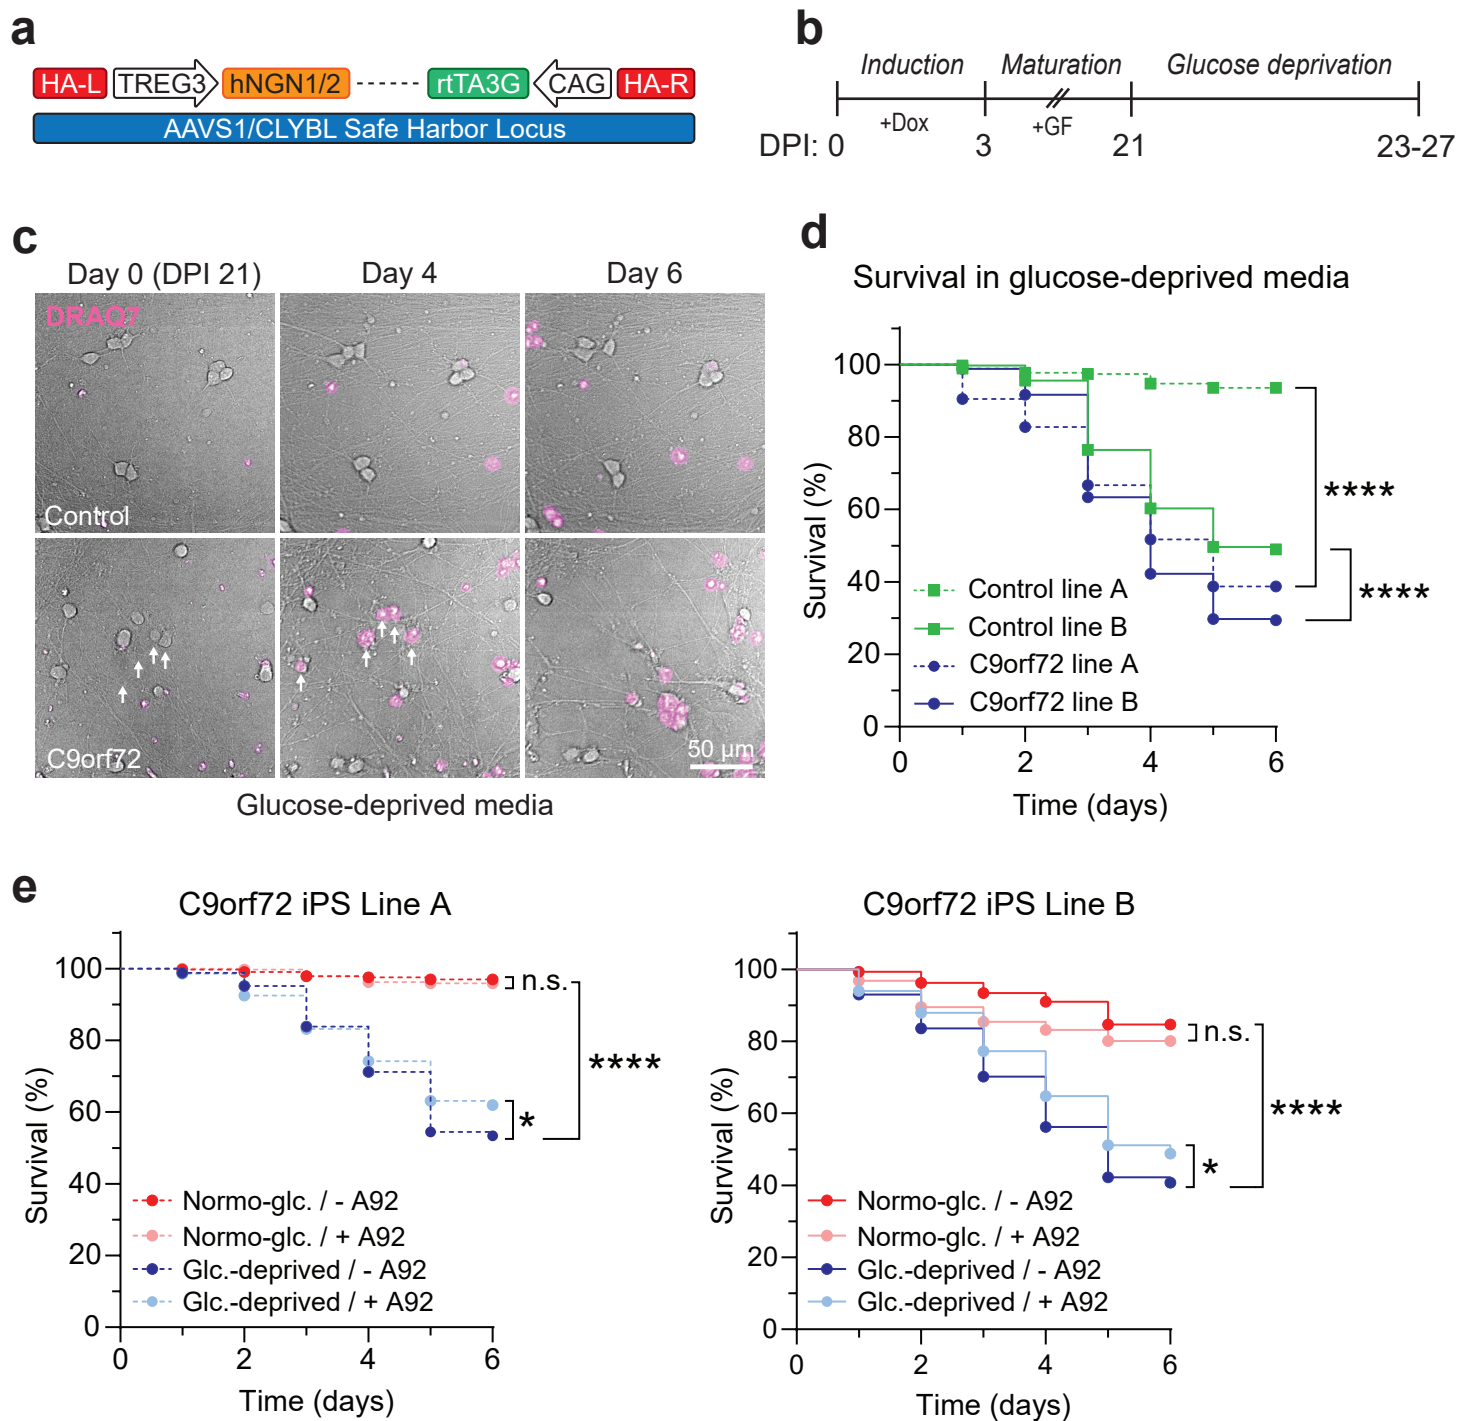 a
HA-L TREG3 hNGN1/2 rtTA3G CAG HA-R
AAVS1/CLYBL Safe Harbor Locus
b
Induction Maturation Glucose deprivation
+Dox +GF
DPI: 0 3 21 23-27
c
Day 0 (DPI 21) Day 4 Day 6
DRAQ7
Control
C9orf72
50 µm
Glucose-deprived media
d
Survival in glucose-deprived media
Survival (%)
100
80
60
40
20
0
0 2 4 6
Time (days)
Control line A
Control line B
C9orf72 line A
C9orf72 line B
****
****
e
C9orf72 iPS Line A
Survival (%)
100
80
60
40
20
0
0 2 4 6
Time (days)
n.s.
****
*
Normo-glc. / - A92
Normo-glc. / + A92
Glc.-deprived / - A92
Glc.-deprived / + A92
C9orf72 iPS Line B
Survival (%)
100
80
60
40
20
0
0 2 4 6
Time (days)
n.s.
****
*
Normo-glc. / - A92
Normo-glc. / + A92
Glc.-deprived / - A92
Glc.-deprived / + A92